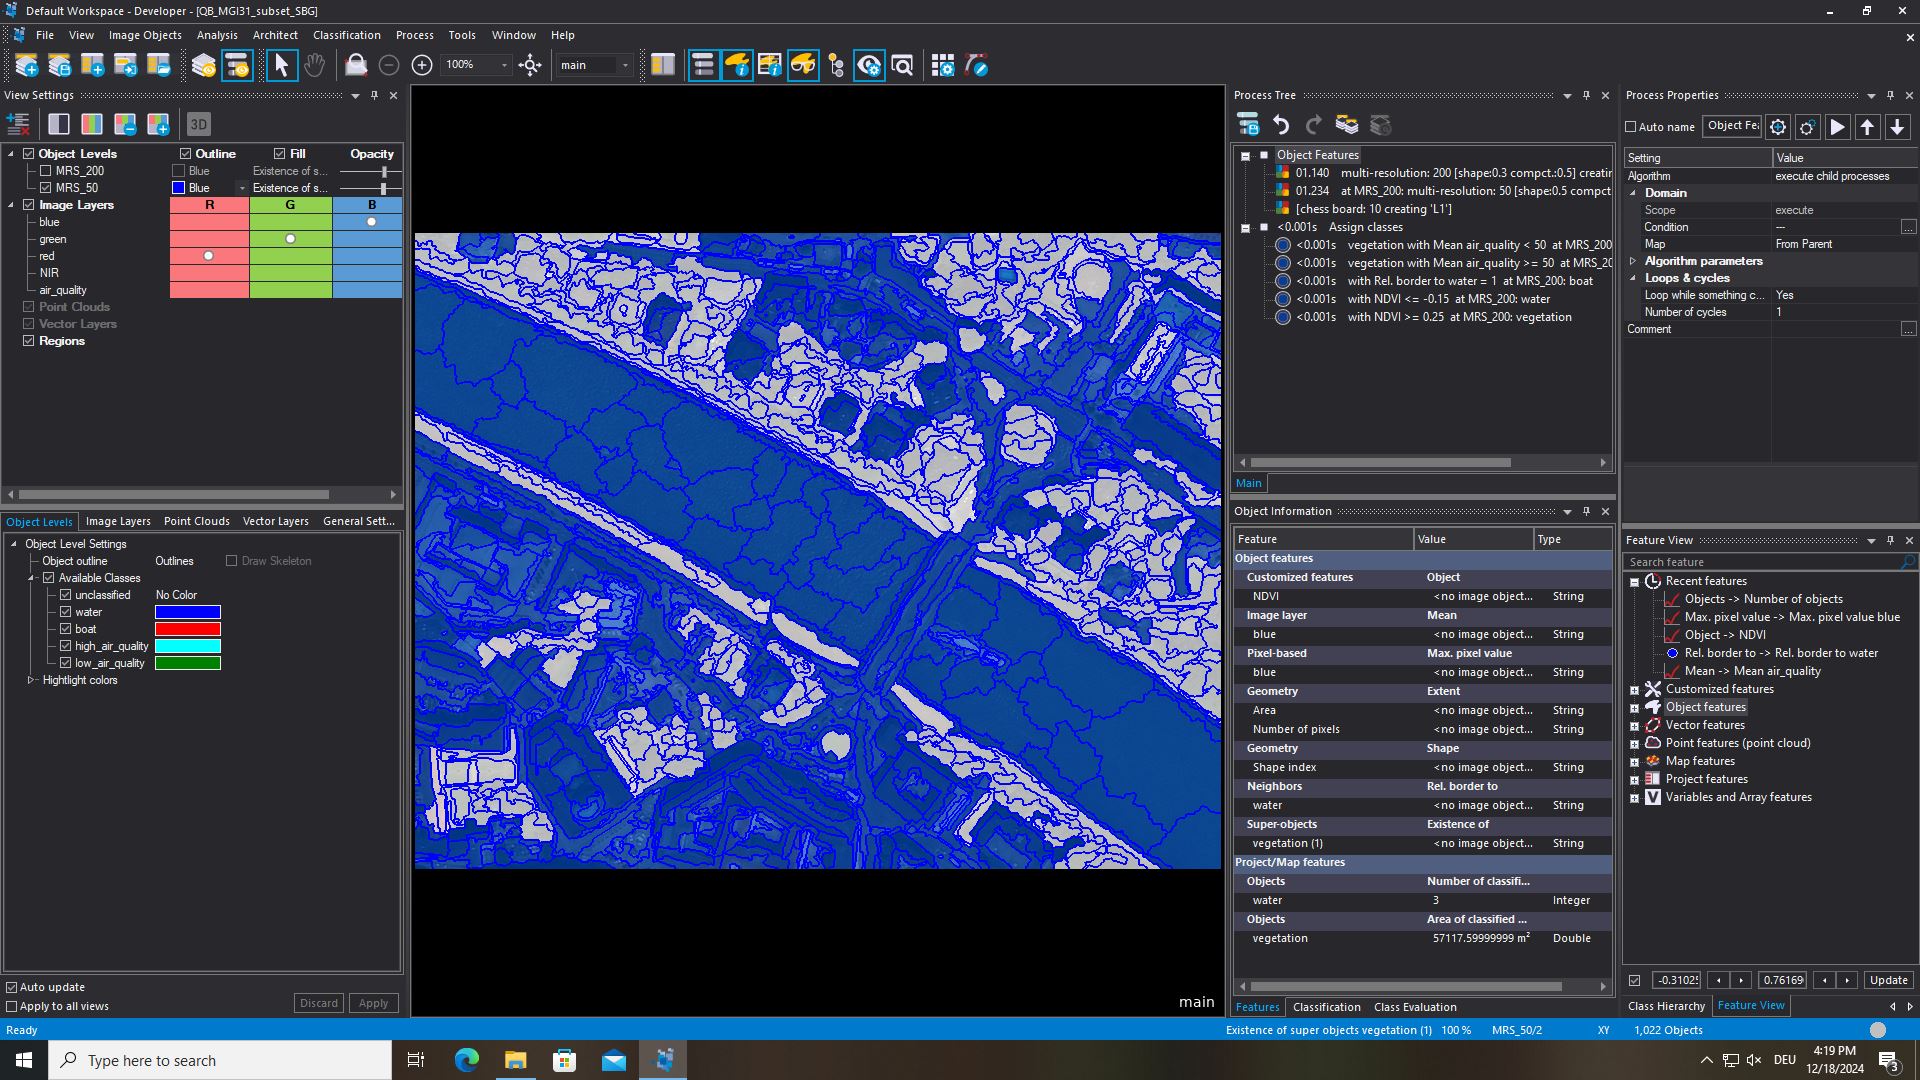 Default Workspace - Developer - [QB_MGI31_subset_SBG]
File View Image Objects Analysis Architect Classification Process Tools Window Help
100% main
View Settings
3D
Object Levels Outline Fill Opacity
MRS_200 Blue Existence of s...
MRS_50 Blue Existence of s...
Image Layers R G B
blue
green
red
NIR
air_quality
Point Clouds
Vector Layers
Regions
Object Levels Image Layers Point Clouds Vector Layers General Sett...
Object Level Settings
Object outline Outlines Draw Skeleton
Available Classes
unclassified No Color
water
boat
high_air_quality
low_air_quality
Hightlight colors
Auto update
Apply to all views Discard Apply
main
Process Tree
Object Features
01.140 multi-resolution: 200 [shape:0.3 compct.:0.5] creatin
01.234 at MRS_200: multi-resolution: 50 [shape:0.5 compct
[chess board: 10 creating 'L1']
<0.001s Assign classes
<0.001s vegetation with Mean air_quality < 50 at MRS_200
<0.001s vegetation with Mean air_quality >= 50 at MRS_20
<0.001s with Rel. border to water = 1 at MRS_200: boat
<0.001s with NDVI <= -0.15 at MRS_200: water
<0.001s with NDVI >= 0.25 at MRS_200: vegetation
Main
Object Information
Feature Value Type
Object features
Customized features Object
NDVI <no image object... String
Image layer Mean
blue <no image object... String
Pixel-based Max. pixel value
blue <no image object... String
Geometry Extent
Area <no image object... String
Number of pixels <no image object... String
Geometry Shape
Shape index <no image object... String
Neighbors Rel. border to
water <no image object... String
Super-objects Existence of
vegetation (1) <no image object... String
Project/Map features
Objects Number of classifi...
water 3 Integer
Objects Area of classified ...
vegetation 57117.59999999 m² Double
Features Classification Class Evaluation
Process Properties
Auto name Object Fea
Setting Value
Algorithm execute child processes
Domain
Scope execute
Condition --- ...
Map From Parent
Algorithm parameters
Loops & cycles
Loop while something c... Yes
Number of cycles 1
Comment ...
Feature View
Search feature
Recent features
Objects -> Number of objects
Max. pixel value -> Max. pixel value blue
Object -> NDVI
Rel. border to -> Rel. border to water
Mean -> Mean air_quality
Customized features
Object features
Vector features
Point features (point cloud)
Map features
Project features
Variables and Array features
-0.3102 0.76169 Update
Class Hierarchy Feature View
Ready Existence of super objects vegetation (1) 100 % MRS_50/2 XY 1,022 Objects
Type here to search
DEU
4:19 PM
12/18/2024
3